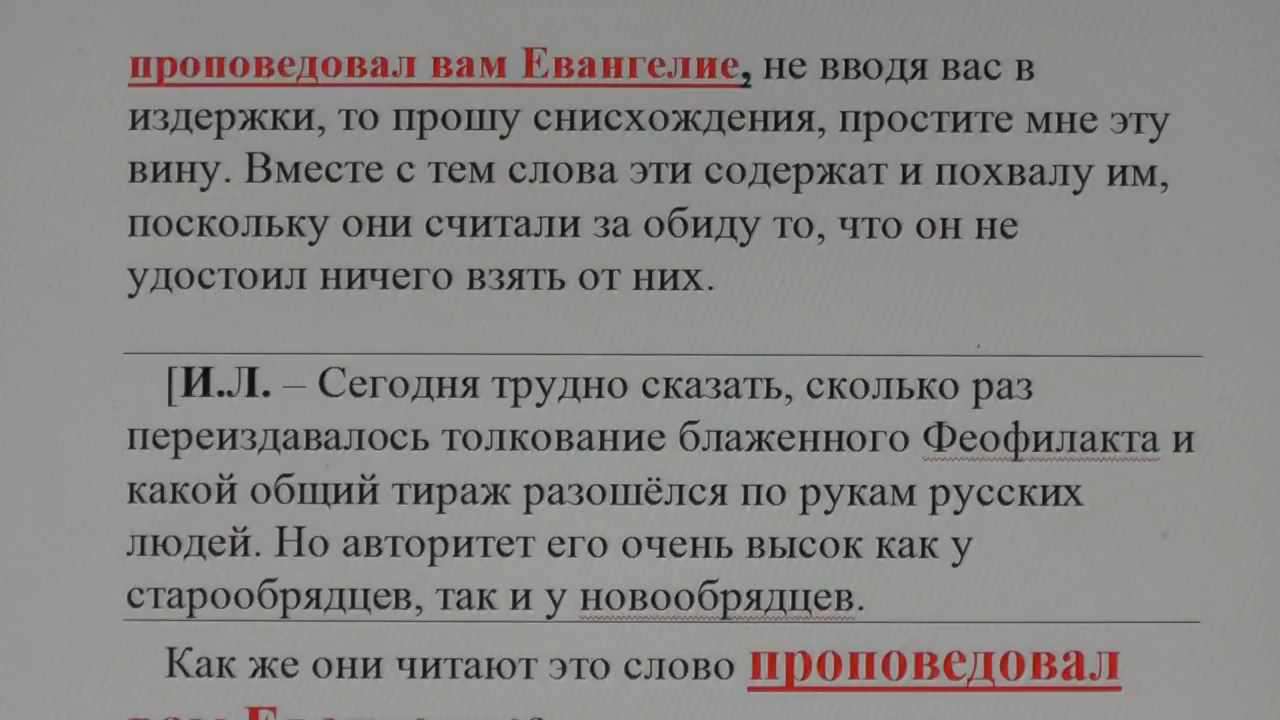 проповедовал вам Евангелие, не вводя вас в
издержки, то прошу снисхождения, простите мне эту
вину. Вместе с тем слова эти содержат и похвалу им,
поскольку они считали за обиду то, что он не
удостоил ничего взять от них.
[И.Л. – Сегодня трудно сказать, сколько раз
переиздавалось толкование блаженного Феофилакта и
какой общий тираж разошёлся по рукам русских
людей. Но авторитет его очень высок как у
старообрядцев, так и у новообрядцев.
Как же они читают это слово проповедовал